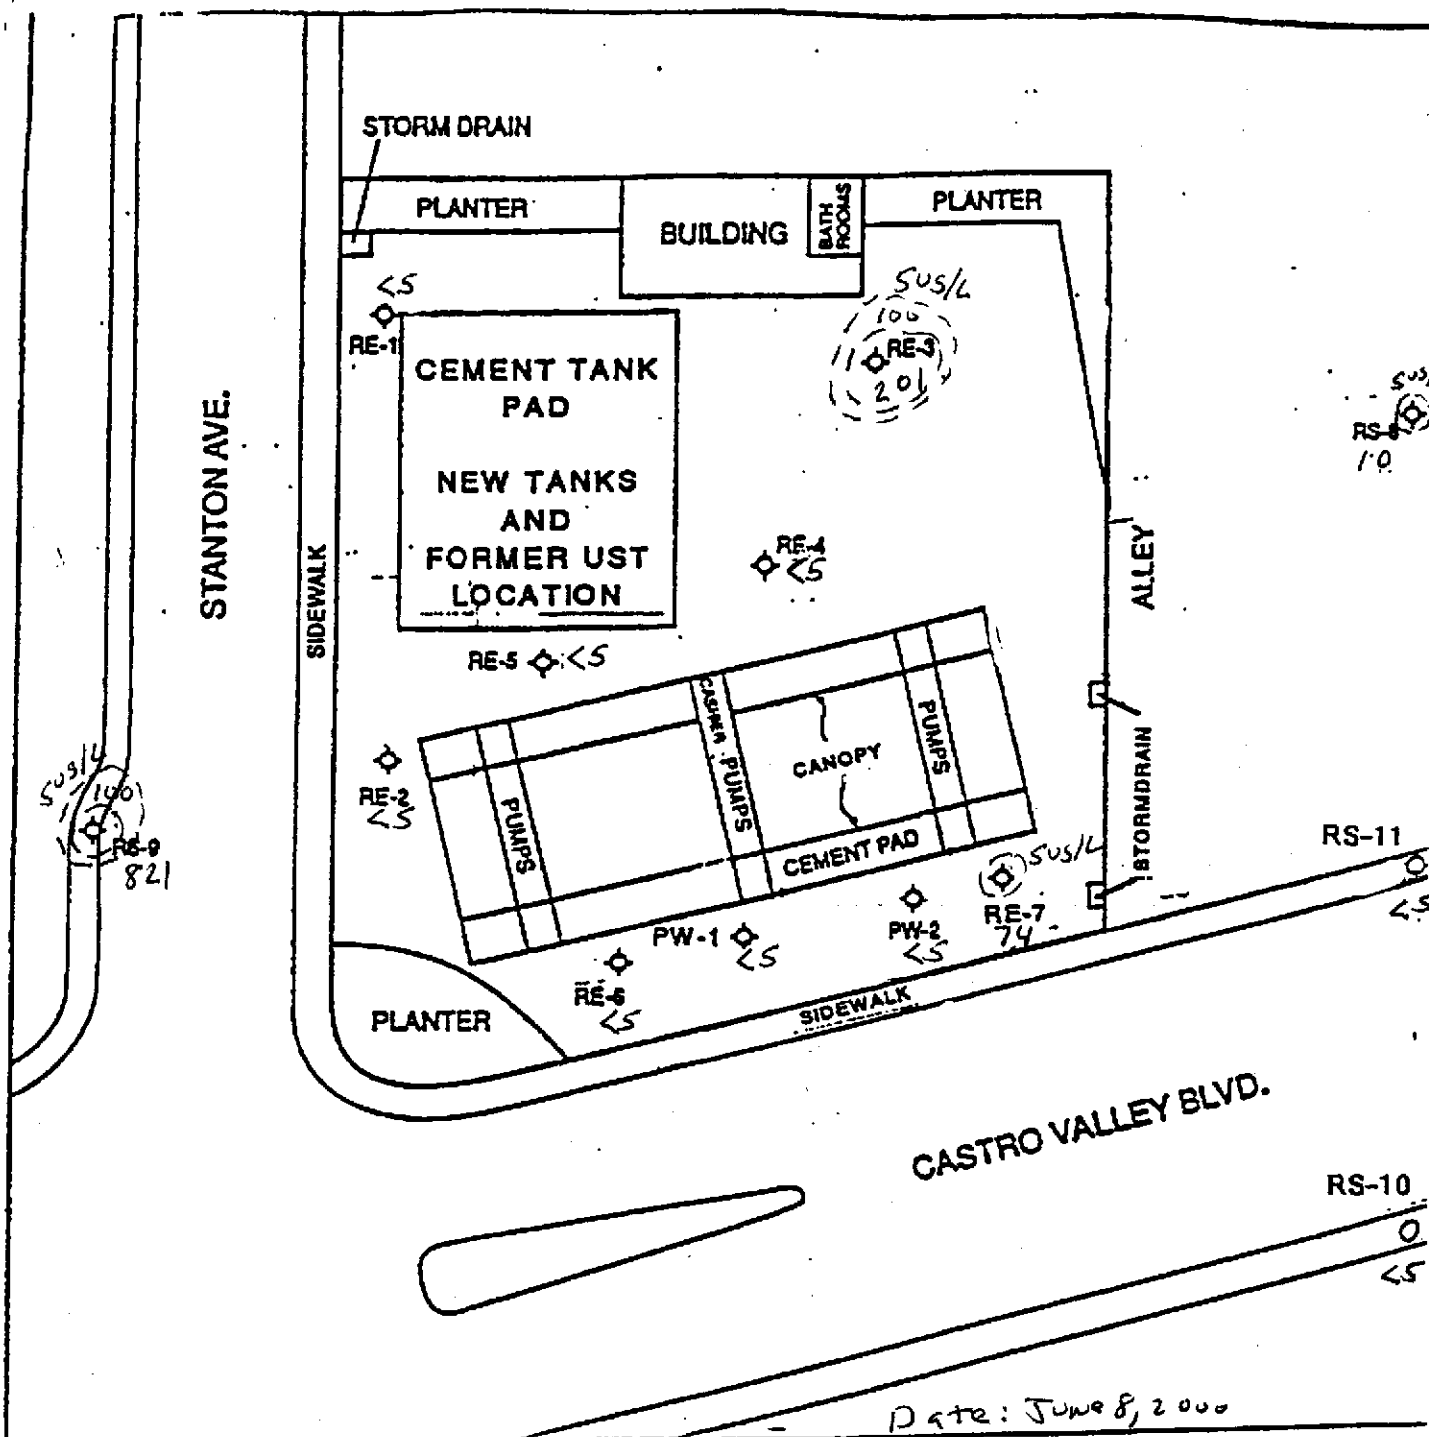 STORM DRAIN
PLANTER
BUILDING
BATH
ROOMS
PLANTER
<5
RE-1
CEMENT TANK
PAD
NEW TANKS
AND
FORMER UST
LOCATION
5ug/L
100
RE-3
201
RS-8
10
STANTON AVE.
SIDEWALK
RE-4
<5
ALLEY
RE-5
<5
CASHIER PUMPS
PUMPS
CANOPY
PUMPS
CEMENT PAD
STORMDRAIN
RE-2
<5
5ug/L
100
RS-9
821
RS-11
<5
5ug/L
RE-7
74
PW-2
<5
PW-1
<5
RE-6
<5
PLANTER
SIDEWALK
CASTRO VALLEY BLVD.
RS-10
<5
Date: June 8, 2000